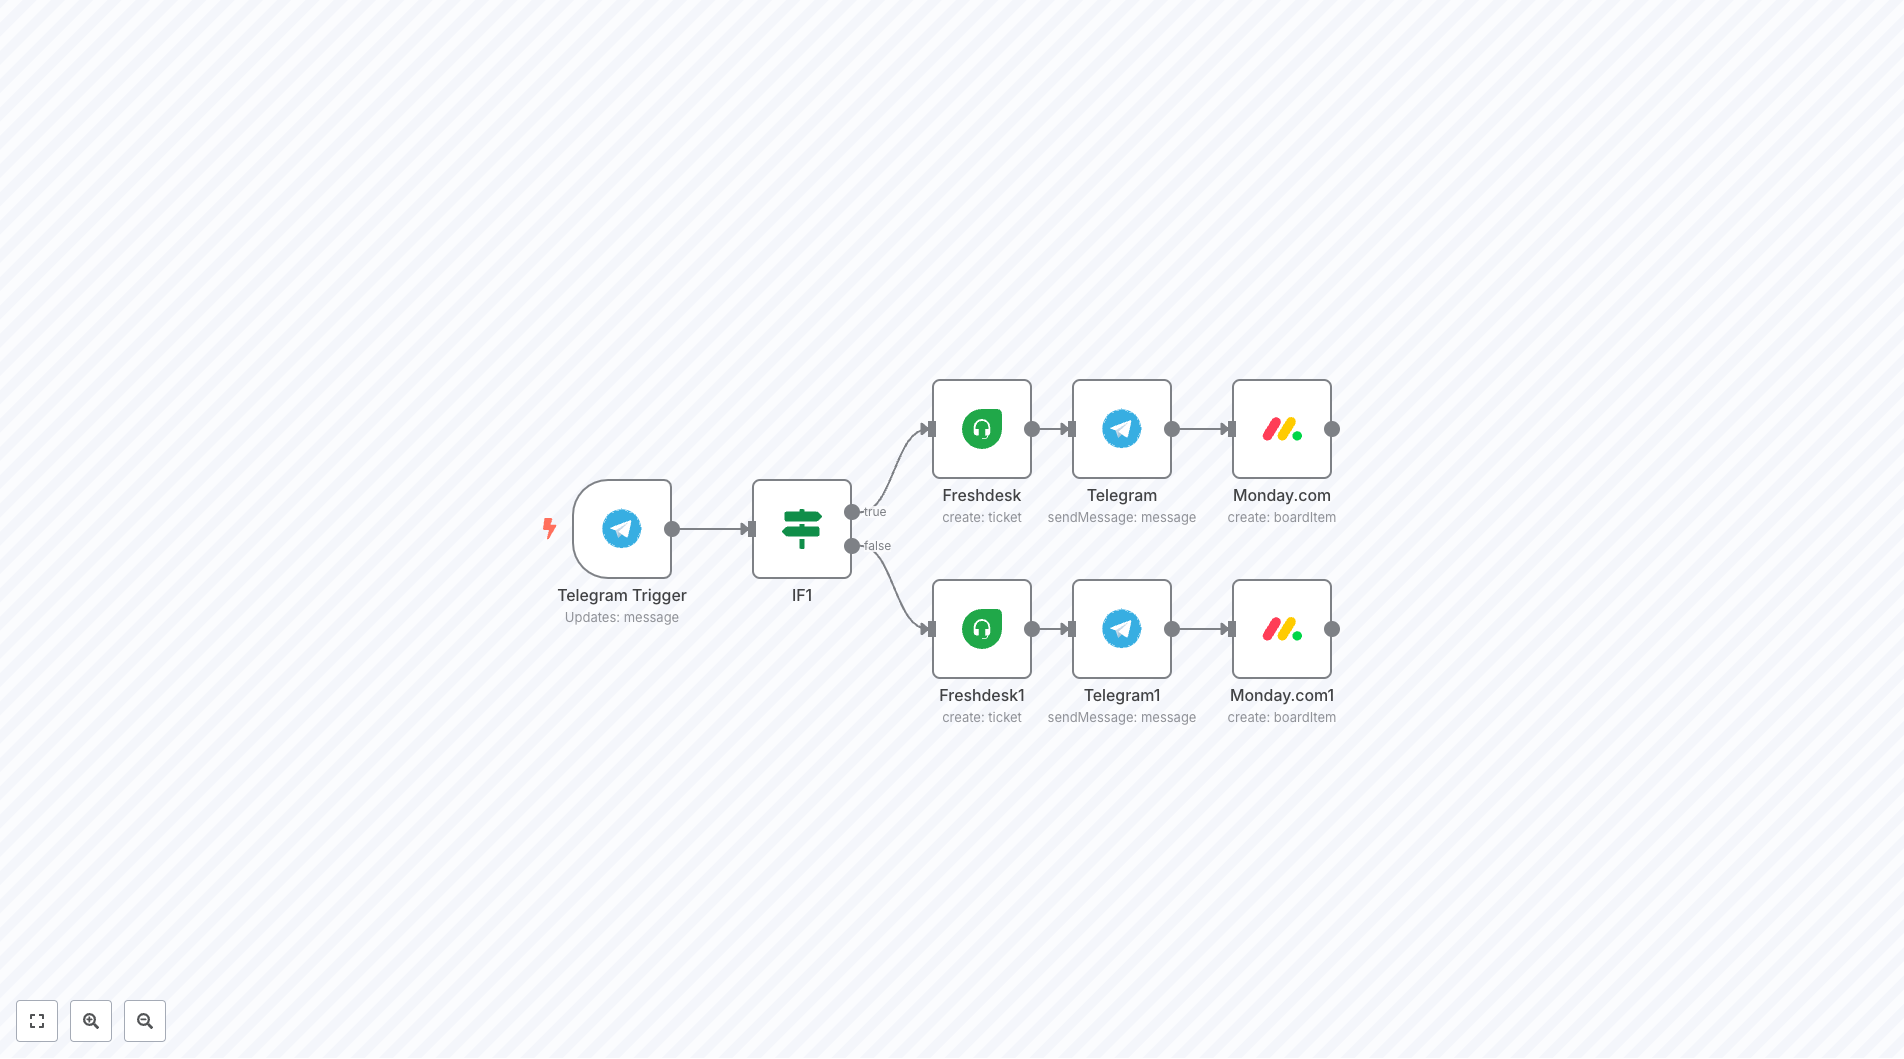 Telegram Trigger
Updates: message
IF1
true
false
Freshdesk
create: ticket
Telegram
sendMessage: message
Monday.com
create: boardItem
Freshdesk1
create: ticket
Telegram1
sendMessage: message
Monday.com1
create: boardItem